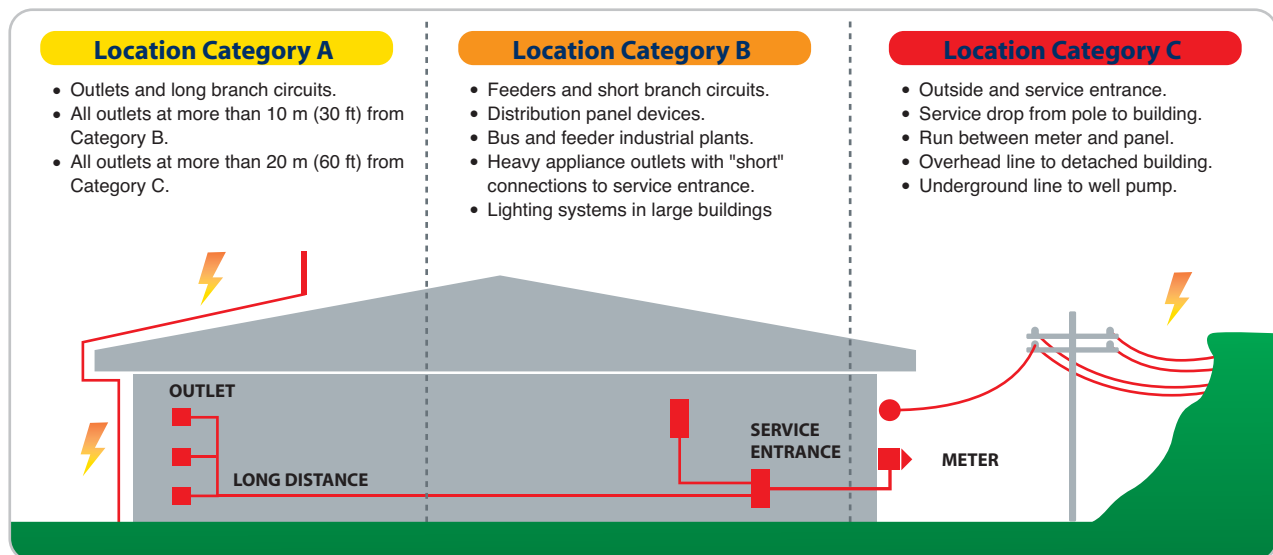 Location Category A
• Outlets and long branch circuits.
• All outlets at more than 10 m (30 ft) from
Category B.
• All outlets at more than 20 m (60 ft) from
Category C.
Location Category B
• Feeders and short branch circuits.
• Distribution panel devices.
• Bus and feeder industrial plants.
• Heavy appliance outlets with "short"
connections to service entrance.
• Lighting systems in large buildings
Location Category C
• Outside and service entrance.
• Service drop from pole to building.
• Run between meter and panel.
• Overhead line to detached building.
• Underground line to well pump.
OUTLET
LONG DISTANCE
SERVICE
ENTRANCE
METER